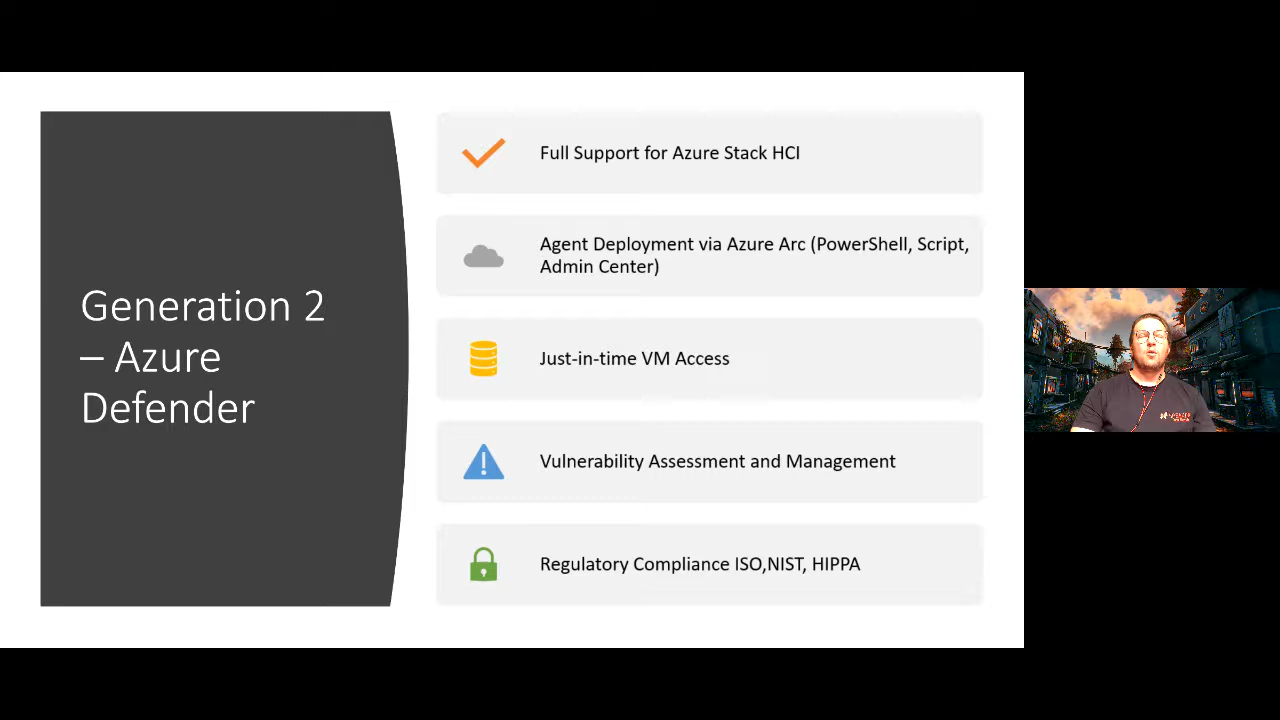 Generation 2
– Azure
Defender
Full Support for Azure Stack HCI
Agent Deployment via Azure Arc (PowerShell, Script,
Admin Center)
Just-in-time VM Access
Vulnerability Assessment and Management
Regulatory Compliance ISO,NIST, HIPPA